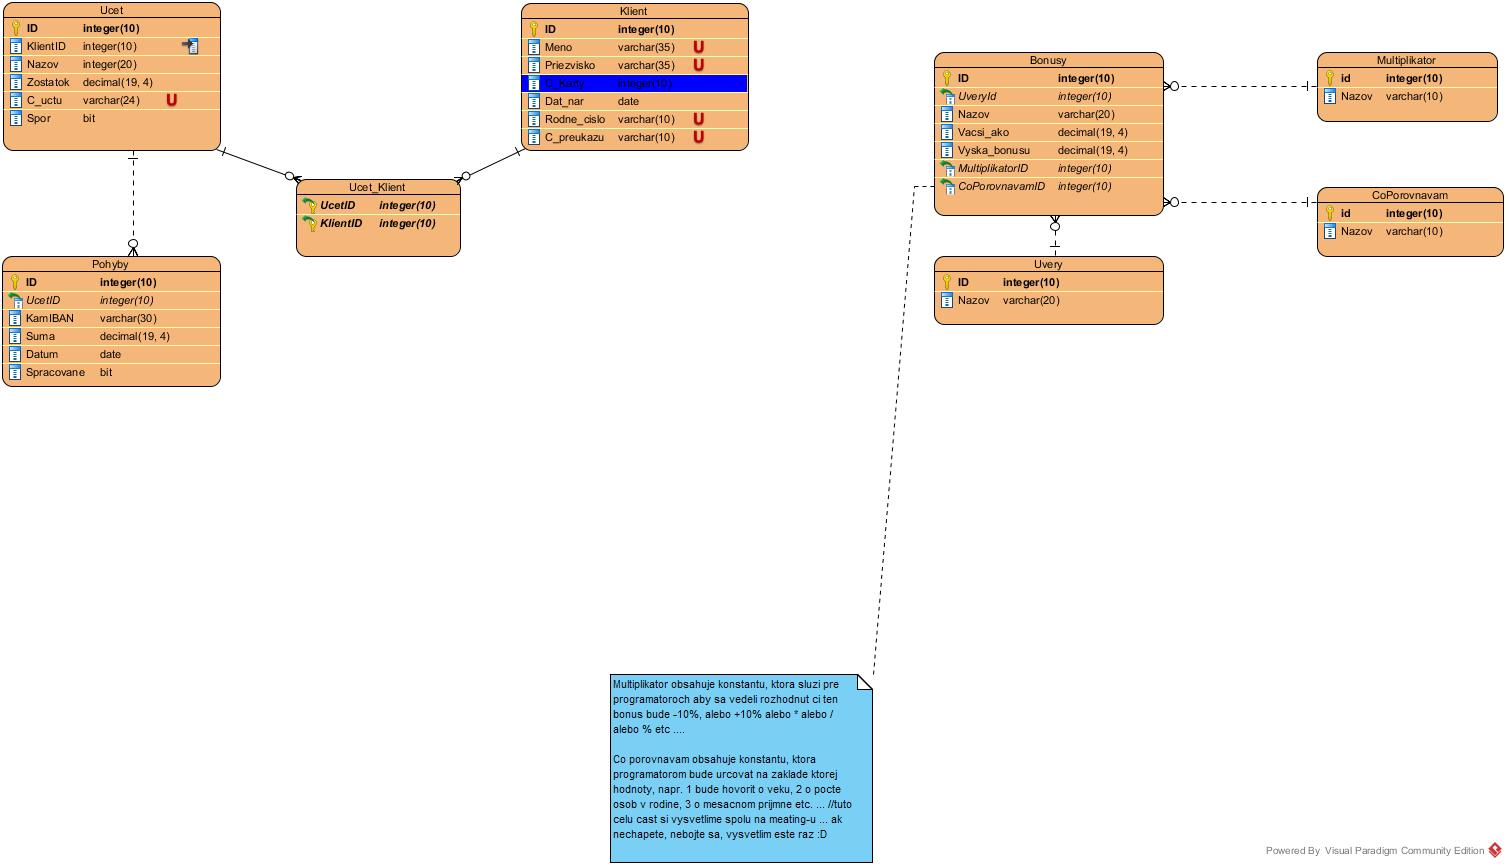 Ucet
ID integer(10)
KlientID integer(10)
Nazov integer(20)
Zostatok decimal(19, 4)
C_uctu varchar(24) U
Spor bit
Klient
ID integer(10)
Meno varchar(35) U
Priezvisko varchar(35) U
C_Karty integer(10)
Dat_nar date
Rodne_cislo varchar(10) U
C_preukazu varchar(10) U
Ucet_Klient
UcetID integer(10)
KlientID integer(10)
Pohyby
ID integer(10)
UcetID integer(10)
KamIBAN varchar(30)
Suma decimal(19, 4)
Datum date
Spracovane bit
Bonusy
ID integer(10)
UveryId integer(10)
Nazov varchar(20)
Vacsi_ako decimal(19, 4)
Vyska_bonusu decimal(19, 4)
MultiplikatorID integer(10)
CoPorovnavamID integer(10)
Multiplikator
id integer(10)
Nazov varchar(10)
CoPorovnavam
id integer(10)
Nazov varchar(10)
Uvery
ID integer(10)
Nazov varchar(20)
Multiplikator obsahuje konstantu, ktora sluzi pre
programatoroch aby sa vedeli rozhodnut ci ten
bonus bude -10%, alebo +10% alebo * alebo /
alebo % etc ....
Co porovnavam obsahuje konstantu, ktora
programatorom bude urcovat na zaklade ktorej
hodnoty, napr. 1 bude hovorit o veku, 2 o pocte
osob v rodine, 3 o mesacnom prijmne etc. ... //tuto
celu cast si vysvetlime spolu na meating-u ... ak
nechapete, nebojte sa, vysvetlim este raz :D
Powered By Visual Paradigm Community Edition